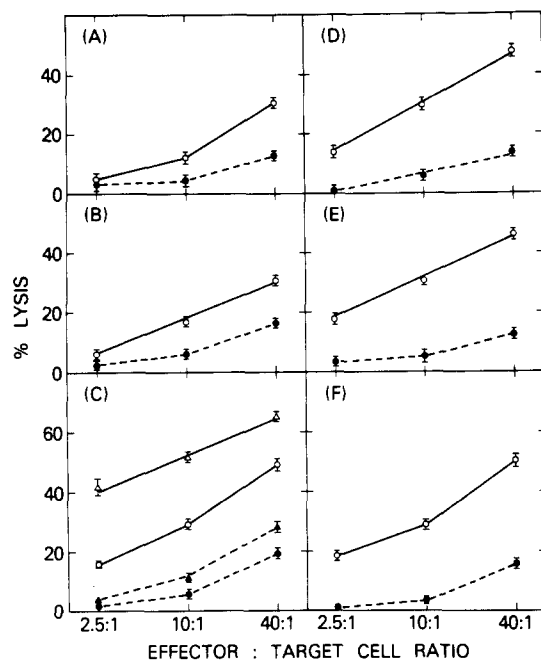 (A)
40
20
0
(D)
(B)
40
20
0
(E)
% LYSIS
(C)
60
40
20
0
(F)
2.5:1 10:1 40:1 2.5:1 10:1 40:1
EFFECTOR : TARGET CELL RATIO